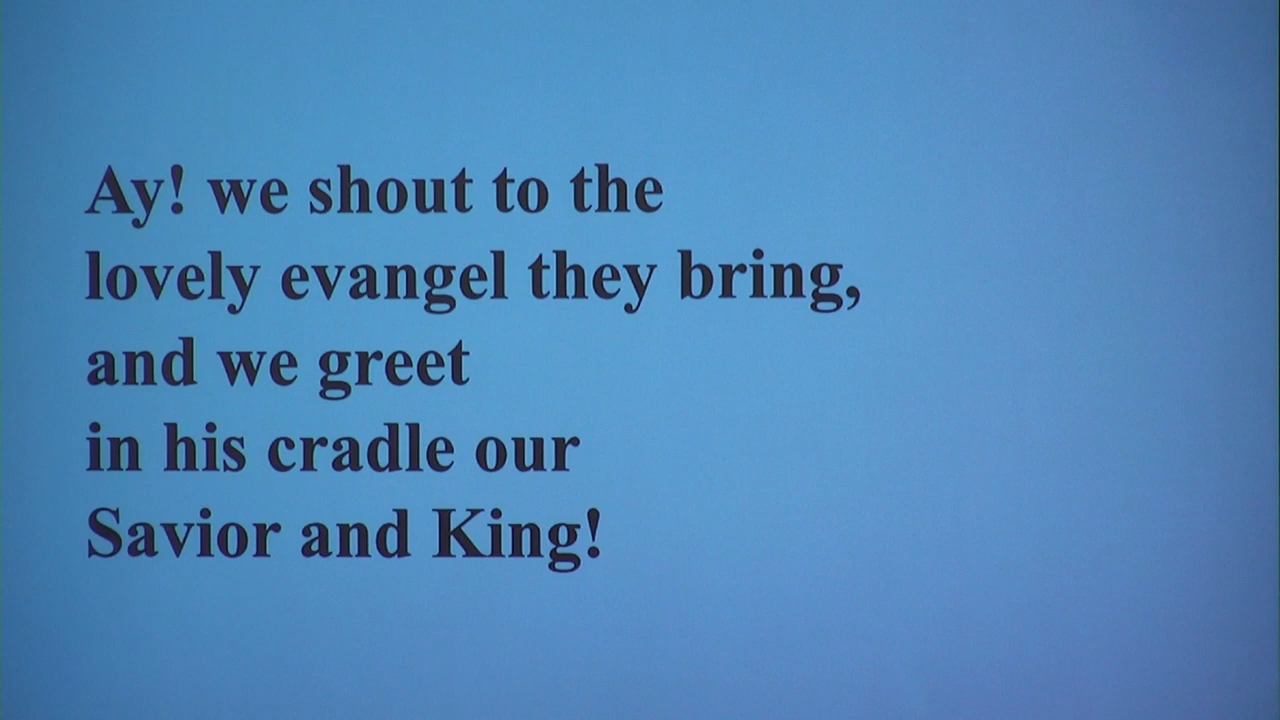 Ay! we shout to the
lovely evangel they bring,
and we greet
in his cradle our
Savior and King!